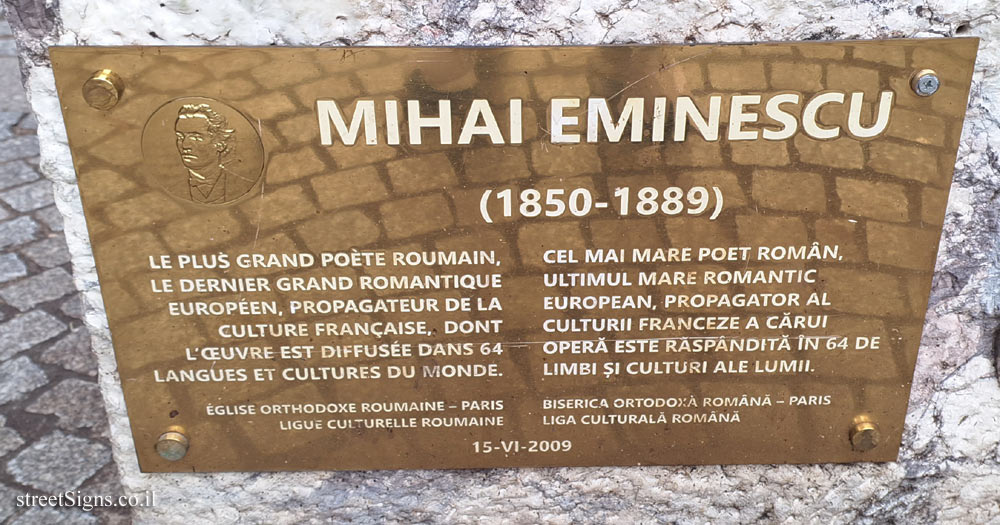 MIHAI EMINESCU
(1850-1889)
LE PLUS GRAND POÈTE ROUMAIN,
LE DERNIER GRAND ROMANTIQUE
EUROPÉEN, PROPAGATEUR DE LA
CULTURE FRANÇAISE, DONT
L'ŒUVRE EST DIFFUSÉE DANS 64
LANGUES ET CULTURES DU MONDE.
ÉGLISE ORTHODOXE ROUMAINE – PARIS
LIGUE CULTURELLE ROUMAINE
CEL MAI MARE POET ROMÂN,
ULTIMUL MARE ROMANTIC
EUROPEAN, PROPAGATOR AL
CULTURII FRANCEZE A CĂRUI
OPERĂ ESTE RĂSPÂNDITĂ ÎN 64 DE
LIMBI ȘI CULTURI ALE LUMII.
BISERICA ORTODOXĂ ROMÂNĂ – PARIS
LIGA CULTURALĂ ROMÂNĂ
15-VI-2009
streetSigns.co.il